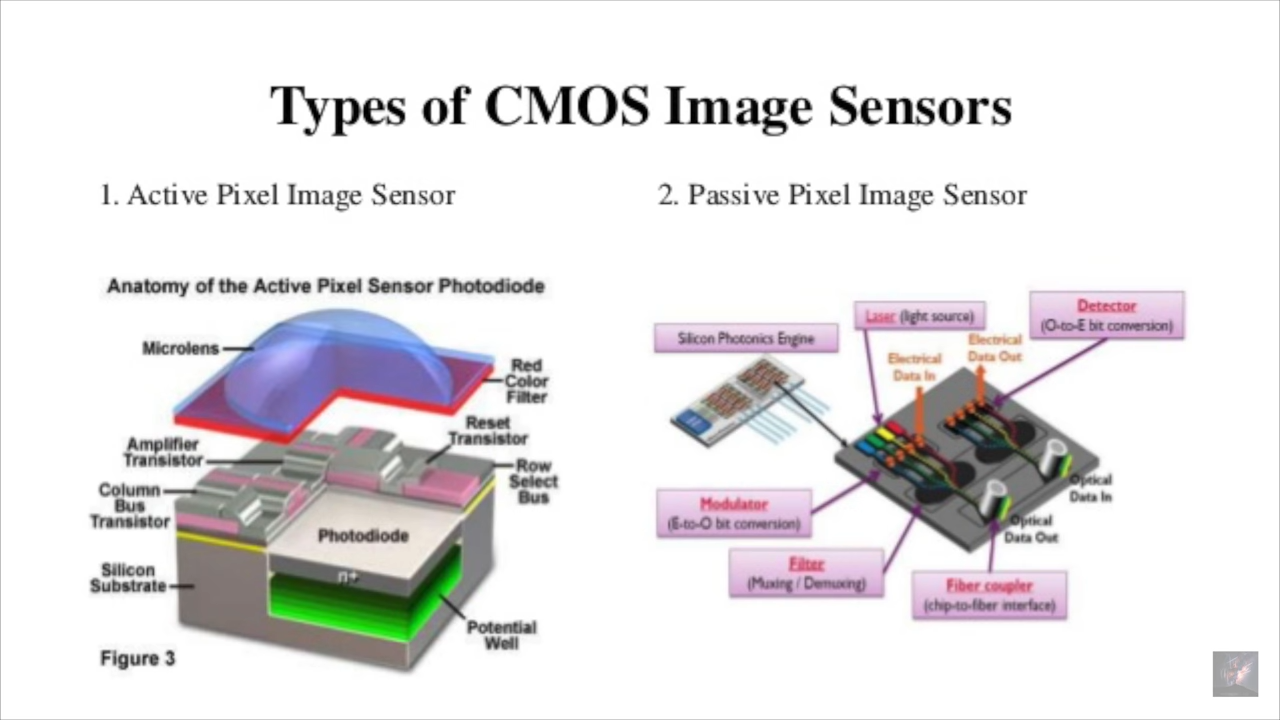 Types of CMOS Image Sensors
1. Active Pixel Image Sensor
Anatomy of the Active Pixel Sensor Photodiode
Microlens
Red
Color
Filter
Reset
Transistor
Amplifier
Transistor
Row
Select
Bus
Column
Bus
Transistor
Photodiode
n+
Silicon
Substrate
Potential
Well
Figure 3
2. Passive Pixel Image Sensor
Silicon Photonics Engine
Laser (light source)
Detector
(O-to-E bit conversion)
Electrical
Data In
Electrical
Data Out
Optical
Data In
Optical
Data Out
Modulator
(E-to-O bit conversion)
Filter
(Muxing / Demuxing)
Fiber coupler
(chip-to-fiber interface)